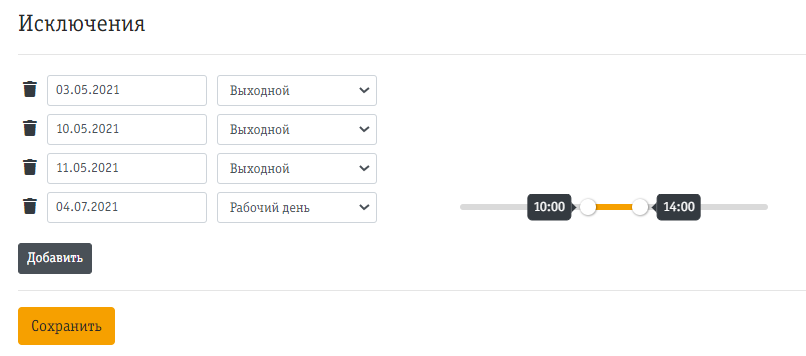 Исключения
03.05.2021 Выходной
10.05.2021 Выходной
11.05.2021 Выходной
04.07.2021 Рабочий день 10:00 14:00
Добавить
Сохранить